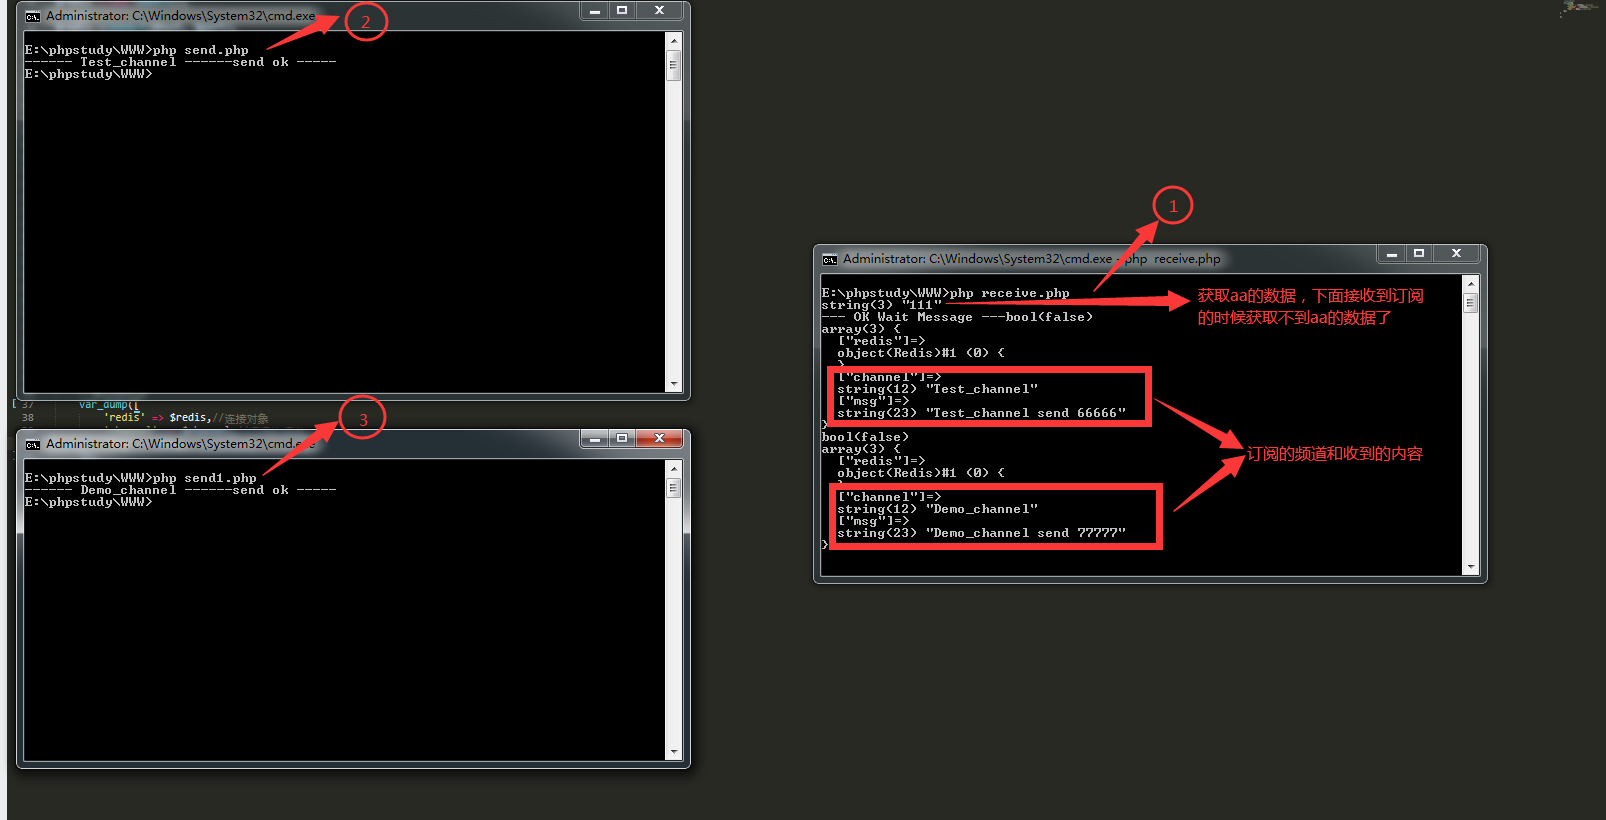 Administrator: C:\Windows\System32\cmd.exe
2
E:\phpstudy\WWW>php send.php
------ Test_channel ------send ok -----
E:\phpstudy\WWW>
37 var_dump([
38 'redis' => $redis,//连接对象
3
Administrator: C:\Windows\System32\cmd.exe
E:\phpstudy\WWW>php send1.php
------ Demo_channel ------send ok -----
E:\phpstudy\WWW>
1
Administrator: C:\Windows\System32\cmd.exe - php receive.php
E:\phpstudy\WWW>php receive.php
string(3) "111"
--- OK Wait Message ---bool(false)
array(3) {
["redis"]=>
object(Redis)#1 (0) {
}
["channel"]=>
string(12) "Test_channel"
["msg"]=>
string(23) "Test_channel send 66666"
}
bool(false)
array(3) {
["redis"]=>
object(Redis)#1 (0) {
}
["channel"]=>
string(12) "Demo_channel"
["msg"]=>
string(23) "Demo_channel send 77777"
}
获取aa的数据，下面接收到订阅
的时候获取不到aa的数据了
订阅的频道和收到的内容